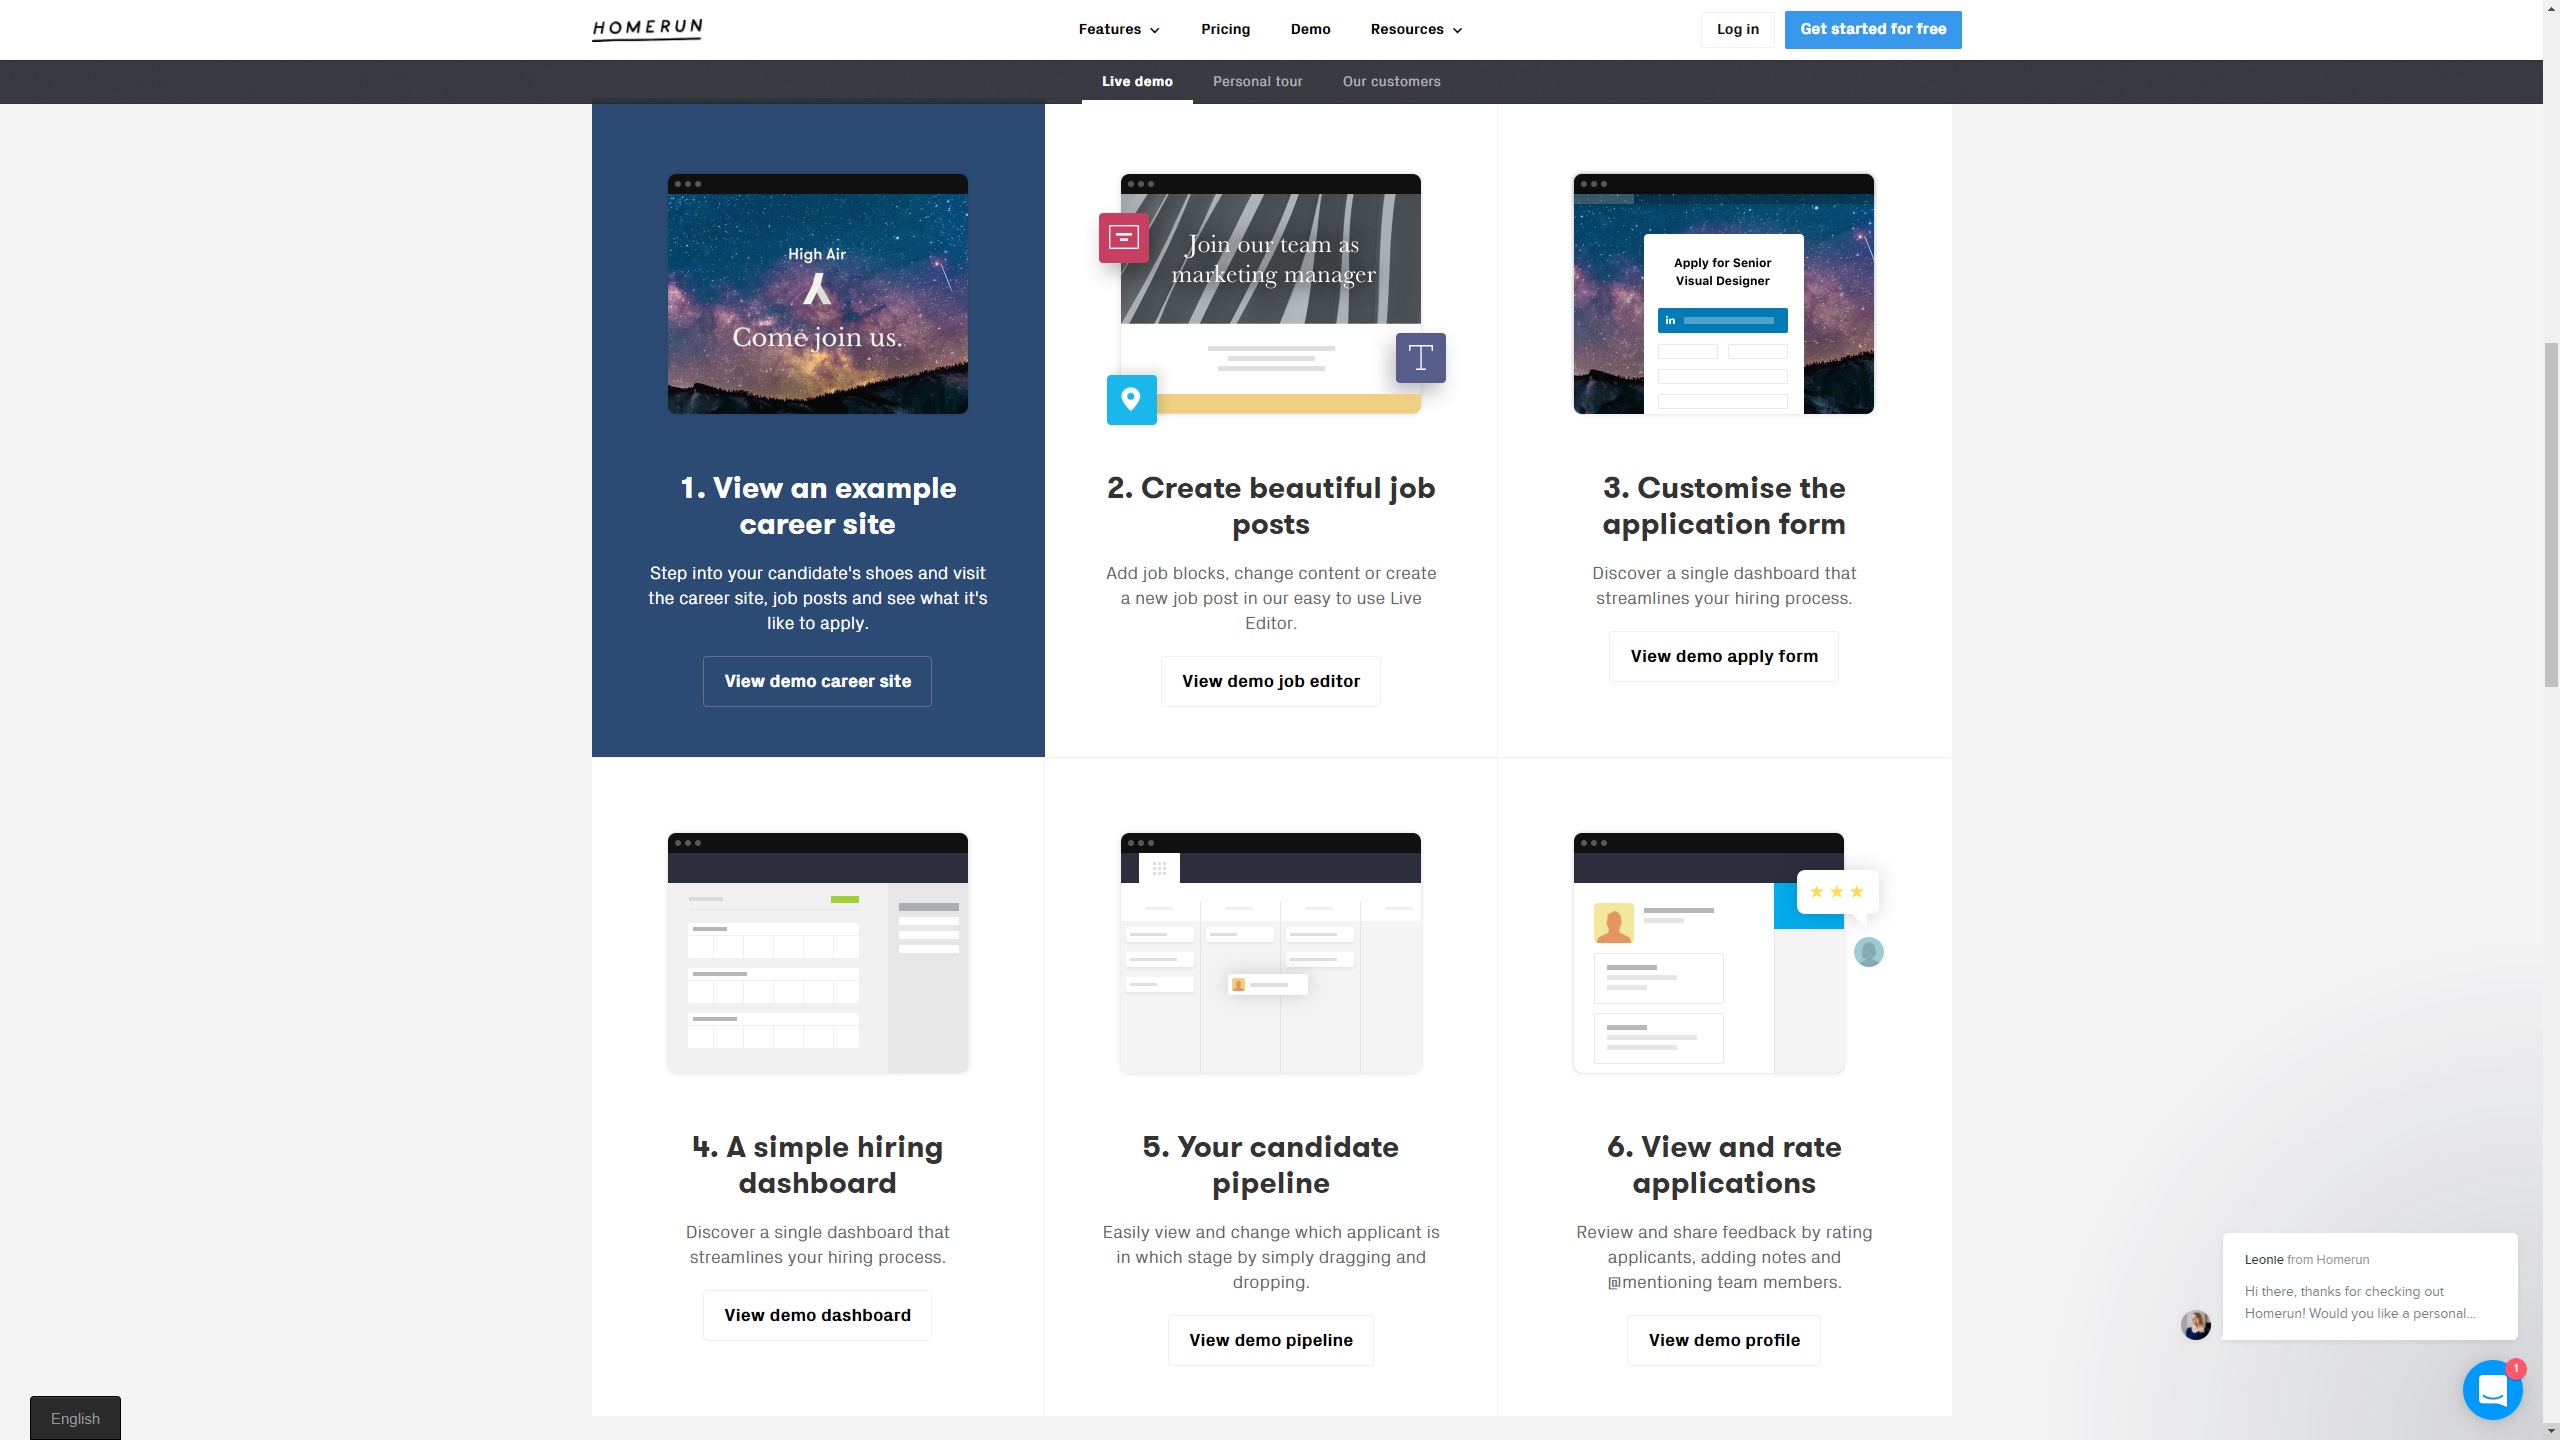 HOMERUN
Features
Pricing
Demo
Resources
Log in
Get started for free
Live demo
Personal tour
Our customers
High Air
Come join us.
1. View an example
career site
Step into your candidate's shoes and visit
the career site, job posts and see what it's
like to apply.
View demo career site
Join our team as
marketing manager
T
2. Create beautiful job
posts
Add job blocks, change content or create
a new job post in our easy to use Live
Editor.
View demo job editor
Apply for Senior
Visual Designer
in
3. Customise the
application form
Discover a single dashboard that
streamlines your hiring process.
View demo apply form
4. A simple hiring
dashboard
Discover a single dashboard that
streamlines your hiring process.
View demo dashboard
5. Your candidate
pipeline
Easily view and change which applicant is
in which stage by simply dragging and
dropping.
View demo pipeline
6. View and rate
applications
Review and share feedback by rating
applicants, adding notes and
@mentioning team members.
View demo profile
Leonie from Homerun
Hi there, thanks for checking out
Homerun! Would you like a personal...
1
English